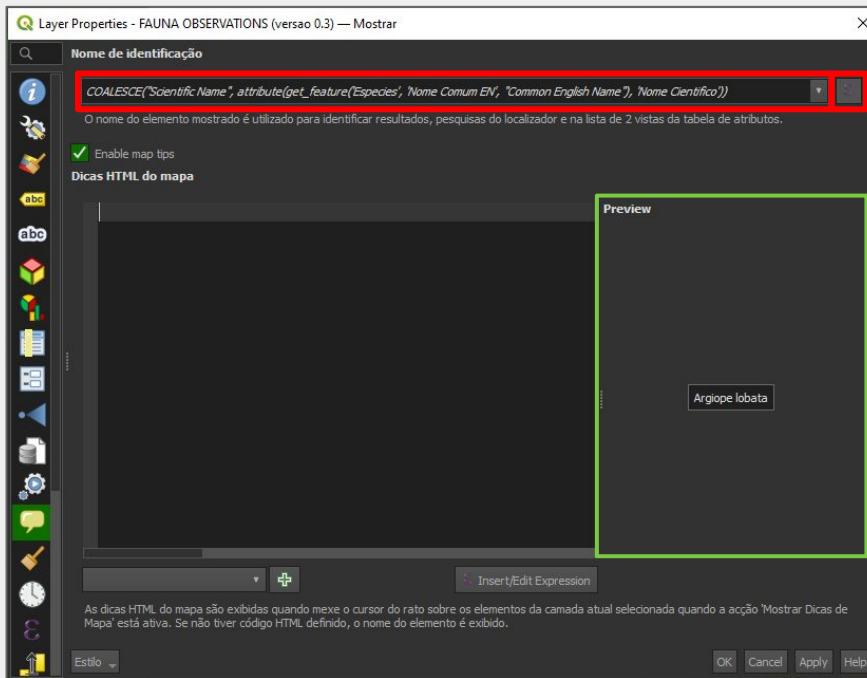 Layer Properties - FAUNA OBSERVATIONS (versao 0.3) — Mostrar
Nome de identificação
COALESCE("Scientific Name", attribute(get_feature('Especies', 'Nome Comum EN', "Common English Name"), 'Nome Científico'))
O nome do elemento mostrado é utilizado para identificar resultados, pesquisas do localizador e na lista de 2 vistas da tabela de atributos.
Enable map tips
Dicas HTML do mapa
abc
abc
Preview
Argiope lobata
Insert/Edit Expression
As dicas HTML do mapa são exibidas quando mexe o cursor do rato sobre os elementos da camada atual selecionada quando a acção 'Mostrar Dicas de
Mapa' está ativa. Se não tiver código HTML definido, o nome do elemento é exibido.
Estilo
OK Cancel Apply Help